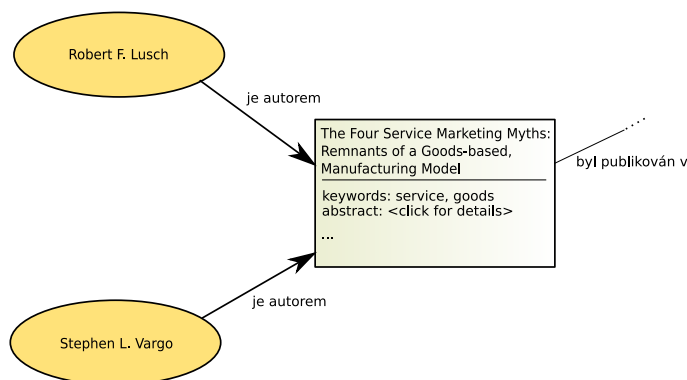 Robert F. Lusch
je autorem
The Four Service Marketing Myths:
Remnants of a Goods-based,
Manufacturing Model
keywords: service, goods
abstract: <click for details>
...
byl publikován v
....
je autorem
Stephen L. Vargo